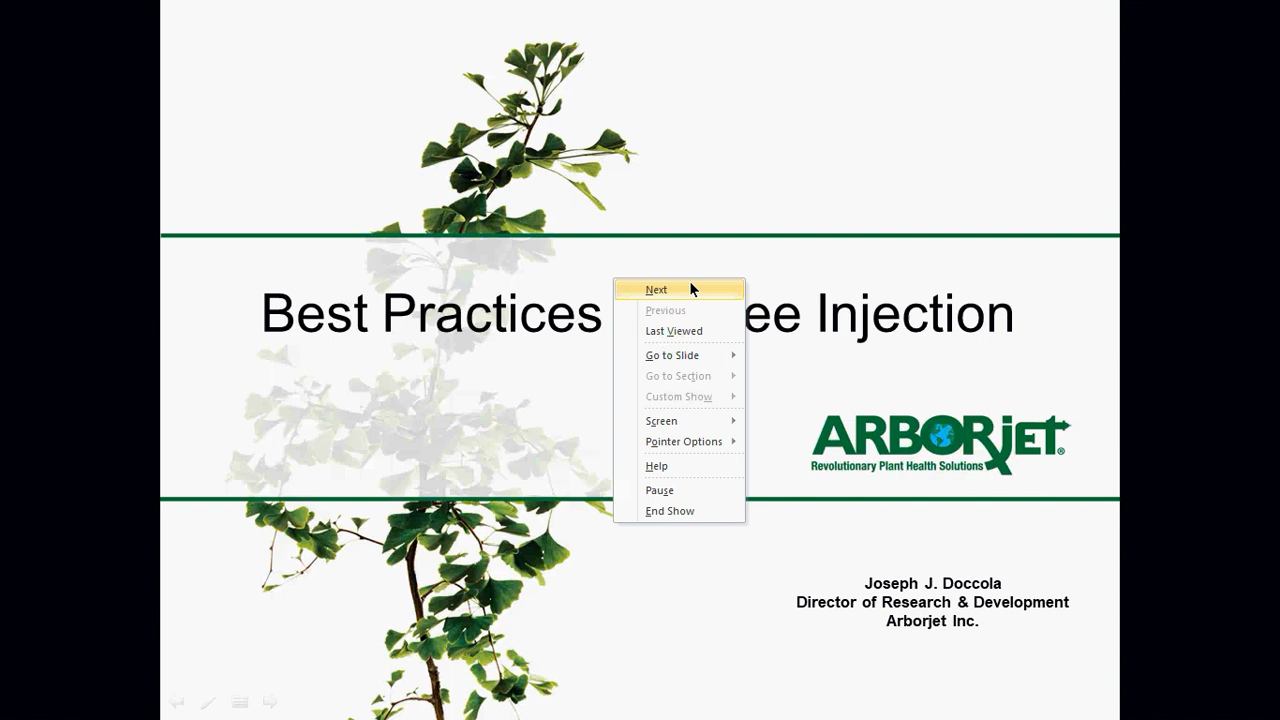 Best Practices ee Injection
Next
Previous
Last Viewed
Go to Slide
Go to Section
Custom Show
Screen
Pointer Options
Help
Pause
End Show
ARBORjET®
Revolutionary Plant Health Solutions
Joseph J. Doccola
Director of Research & Development
Arborjet Inc.